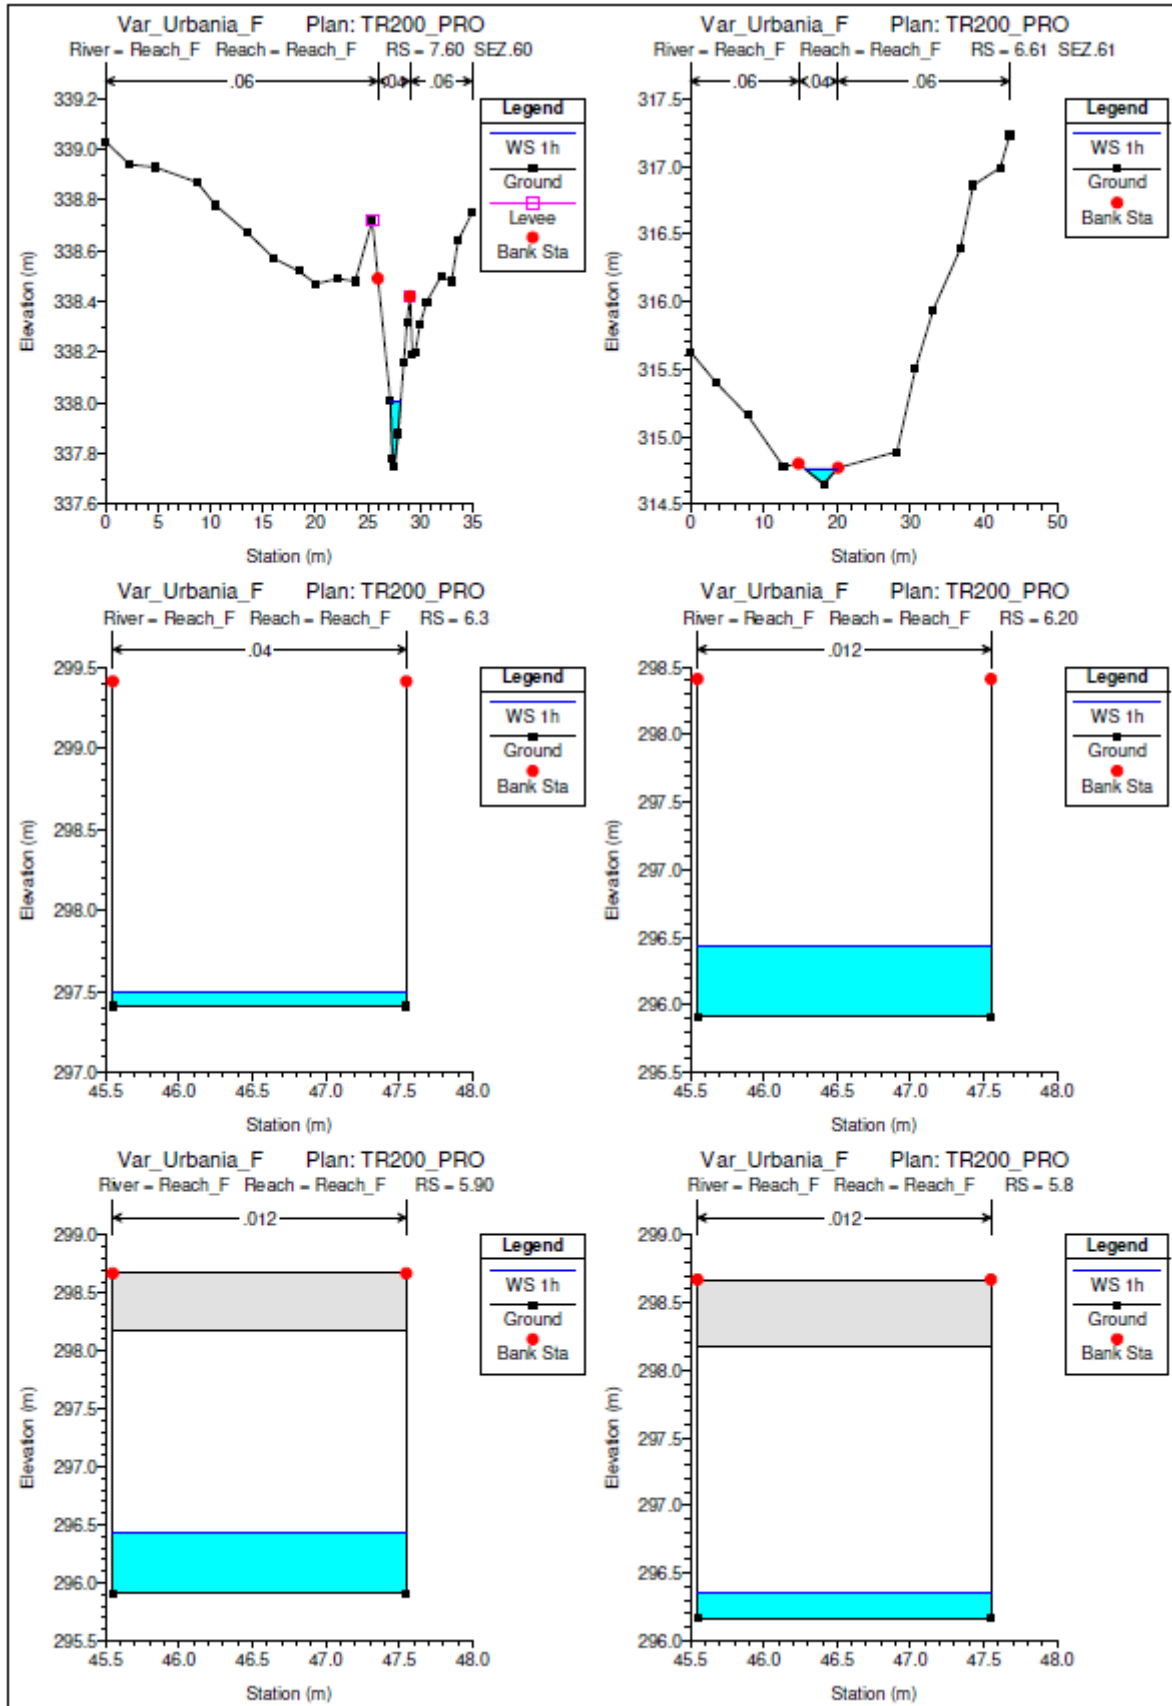 Var_Urbania_F Plan: TR200_PRO
River = Reach_F Reach = Reach_F RS = 7.60 SEZ.60
.06 .04 .06
339.2
339.0
338.8
338.6
338.4
338.2
338.0
337.8
337.6
Elevation (m)
0 5 10 15 20 25 30 35
Station (m)
Legend
WS 1h
Ground
Levee
Bank Sta
Var_Urbania_F Plan: TR200_PRO
River = Reach_F Reach = Reach_F RS = 6.61 SEZ.61
.06 .04 .06
317.5
317.0
316.5
316.0
315.5
315.0
314.5
Elevation (m)
0 10 20 30 40 50
Station (m)
Legend
WS 1h
Ground
Bank Sta
Var_Urbania_F Plan: TR200_PRO
River = Reach_F Reach = Reach_F RS = 6.3
.04
299.5
299.0
298.5
298.0
297.5
297.0
Elevation (m)
45.5 46.0 46.5 47.0 47.5 48.0
Station (m)
Legend
WS 1h
Ground
Bank Sta
Var_Urbania_F Plan: TR200_PRO
River = Reach_F Reach = Reach_F RS = 6.20
.012
298.5
298.0
297.5
297.0
296.5
296.0
295.5
Elevation (m)
45.5 46.0 46.5 47.0 47.5 48.0
Station (m)
Legend
WS 1h
Ground
Bank Sta
Var_Urbania_F Plan: TR200_PRO
River = Reach_F Reach = Reach_F RS = 5.90
.012
299.0
298.5
298.0
297.5
297.0
296.5
296.0
295.5
Elevation (m)
45.5 46.0 46.5 47.0 47.5 48.0
Station (m)
Legend
WS 1h
Ground
Bank Sta
Var_Urbania_F Plan: TR200_PRO
River = Reach_F Reach = Reach_F RS = 5.8
.012
299.0
298.5
298.0
297.5
297.0
296.5
296.0
Elevation (m)
45.5 46.0 46.5 47.0 47.5 48.0
Station (m)
Legend
WS 1h
Ground
Bank Sta